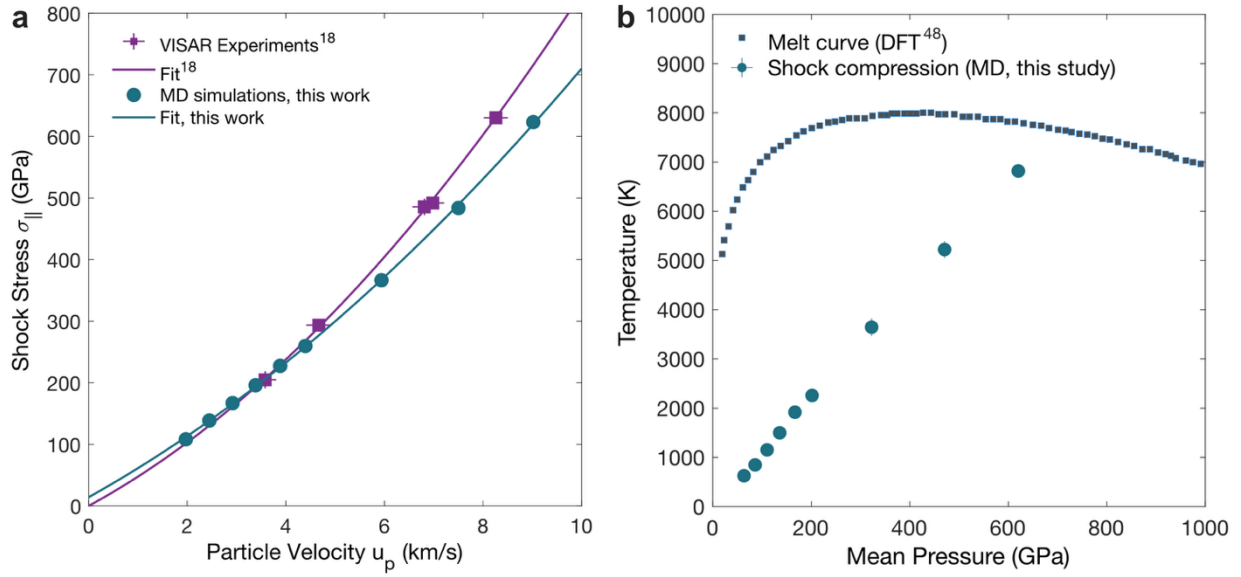 a
800
700
600
500
400
300
200
100
0
0 2 4 6 8 10
Shock Stress σ||  (GPa)
Particle Velocity up (km/s)
VISAR Experiments18
Fit18
MD simulations, this work
Fit, this work
b
10000
9000
8000
7000
6000
5000
4000
3000
2000
1000
0
0 200 400 600 800 1000
Temperature (K)
Mean Pressure (GPa)
Melt curve (DFT48)
Shock compression (MD, this study)